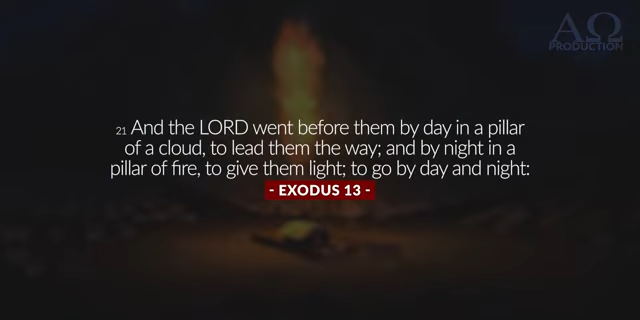 ΑΩ
PRODUCTION
21 And the LORD went before them by day in a pillar
of a cloud, to lead them the way; and by night in a
pillar of fire, to give them light; to go by day and night:
- EXODUS 13 -